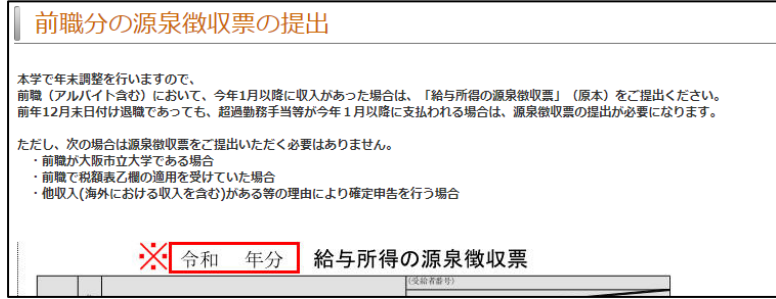 前職分の源泉徴収票の提出
本学で年末調整を行いますので、
前職（アルバイト含む）において、今年1月以降に収入があった場合は、「給与所得の源泉徴収票」（原本）をご提出ください。
前年12月末日付け退職であっても、超過勤務手当等が今年１月以降に支払われる場合は、源泉徴収票の提出が必要になります。
ただし、次の場合は源泉徴収票をご提出いただく必要はありません。
・前職が大阪市立大学である場合
・前職で税額表乙欄の適用を受けていた場合
・他収入(海外における収入を含む)がある等の理由により確定申告を行う場合
※ 令和　年分　給与所得の源泉徴収票
(受給者番号)